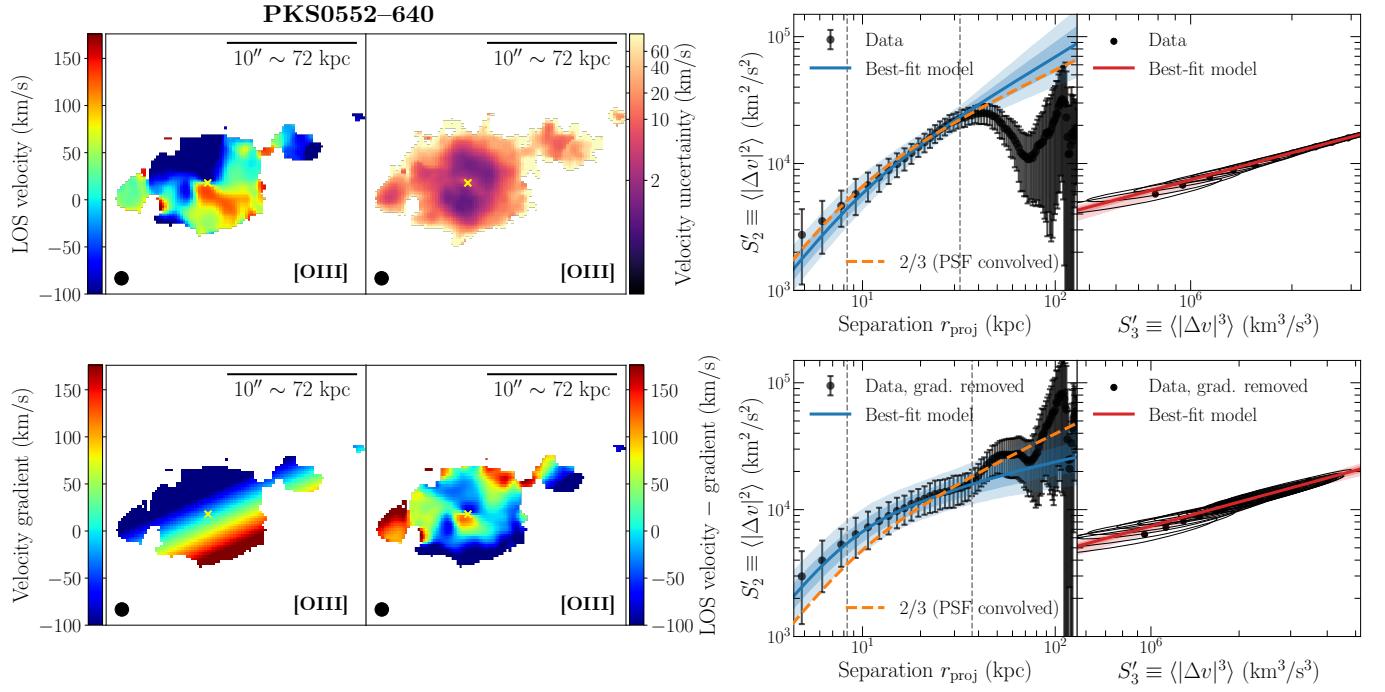 PKS0552–640
LOS velocity (km/s)
150
100
50
0
−50
−100
10″ ∼ 72 kpc
[OIII]
10″ ∼ 72 kpc
[OIII]
60
40
20
10
2
Velocity uncertainty (km/s)
S′₂ ≡ ⟨|Δv|²⟩ (km²/s²)
10⁵
10⁴
10³
Data
Best-fit model
2/3 (PSF convolved)
10¹
10²
Separation r_proj (kpc)
Data
Best-fit model
10⁶
S′₃ ≡ ⟨|Δv|³⟩ (km³/s³)
Velocity gradient (km/s)
150
100
50
0
−50
−100
10″ ∼ 72 kpc
[OIII]
10″ ∼ 72 kpc
[OIII]
150
100
50
0
−50
−100
LOS velocity − gradient (km/s)
S′₂ ≡ ⟨|Δv|²⟩ (km²/s²)
10⁵
10⁴
10³
Data, grad. removed
Best-fit model
2/3 (PSF convolved)
10¹
10²
Separation r_proj (kpc)
Data, grad. removed
Best-fit model
10⁶
S′₃ ≡ ⟨|Δv|³⟩ (km³/s³)